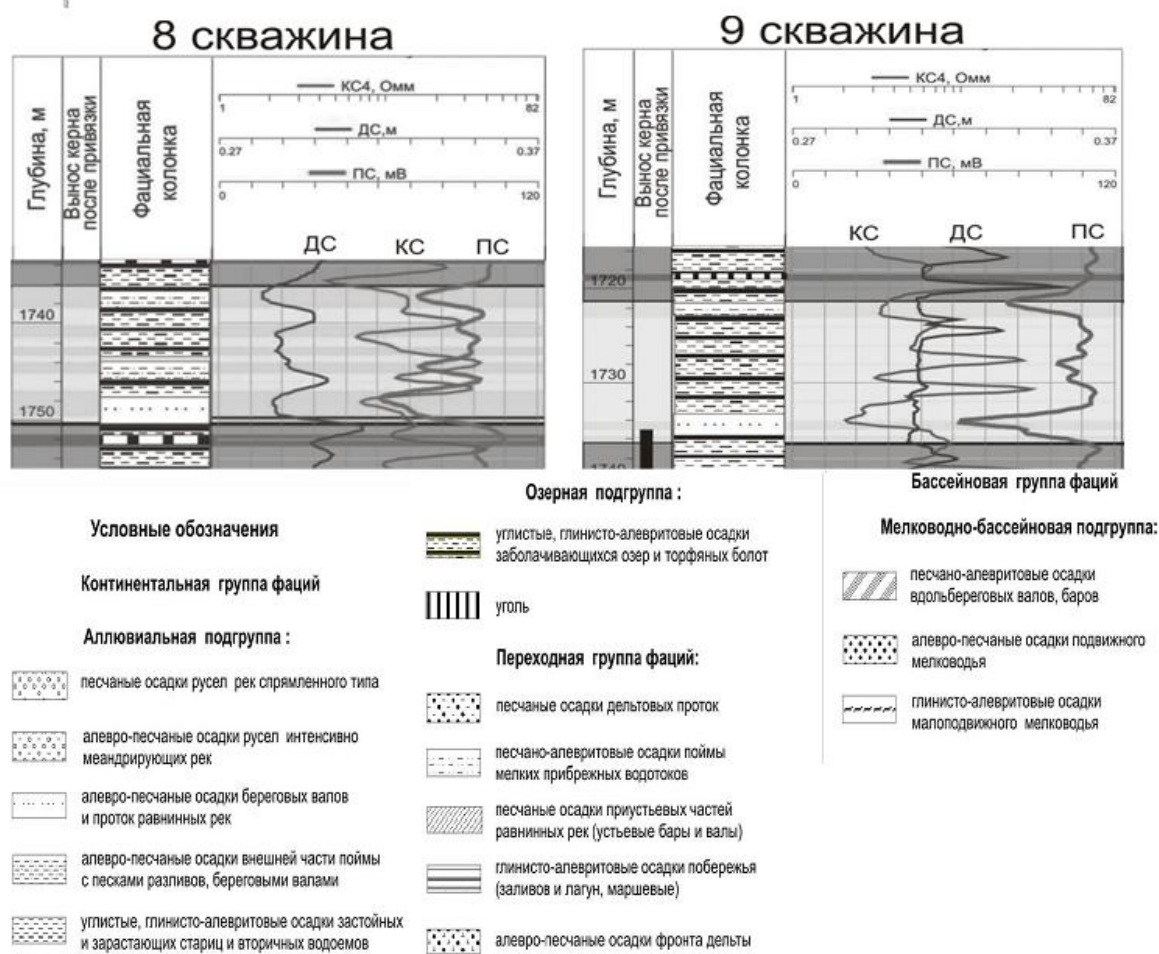 8 скважина
Глубина, м
Вынос керна
после привязки
Фациальная
колонка
КС4, Омм
1
82
ДС,м
0.27
0.37
ПС, мВ
0
120
ДС
КС
ПС
1740
1750
9 скважина
Глубина, м
Вынос керна
после привязки
Фациальная
колонка
КС4, Омм
1
82
ДС,м
0.27
0.37
ПС, мВ
0
120
КС
ДС
ПС
1720
1730
1740
Условные обозначения
Континентальная группа фаций
Аллювиальная подгруппа :
песчаные осадки русел рек спрямленного типа
алевро-песчаные осадки русел интенсивно
меандрирующих рек
алевро-песчаные осадки береговых валов
и проток равнинных рек
алевро-песчаные осадки внешней части поймы
с песками разливов, береговыми валами
углистые, глинисто-алевритовые осадки застойных
и зарастающих стариц и вторичных водоемов
Озерная подгруппа :
углистые, глинисто-алевритовые осадки
заболачивающихся озер и торфяных болот
уголь
Переходная группа фаций:
песчаные осадки дельтовых проток
песчано-алевритовые осадки поймы
мелких прибрежных водотоков
песчаные осадки приустьевых частей
равнинных рек (устьевые бары и валы)
глинисто-алевритовые осадки побережья
(заливов и лагун, маршевые)
алевро-песчаные осадки фронта дельты
Бассейновая группа фаций
Мелководно-бассейновая подгруппа:
песчано-алевритовые осадки
вдольбереговых валов, баров
алевро-песчаные осадки подвижного
мелководья
глинисто-алевритовые осадки
малоподвижного мелководья